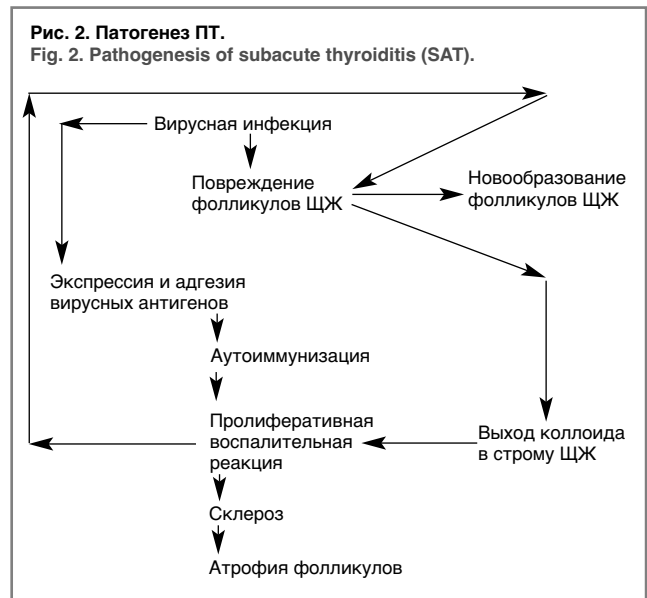 Рис. 2. Патогенез ПТ.
Fig. 2. Pathogenesis of subacute thyroiditis (SAT).
Вирусная инфекция
Повреждение
фолликулов ЩЖ
Новообразование
фолликулов ЩЖ
Экспрессия и адгезия
вирусных антигенов
Аутоиммунизация
Пролиферативная
воспалительная
реакция
Выход коллоида
в строму ЩЖ
Склероз
Атрофия фолликулов